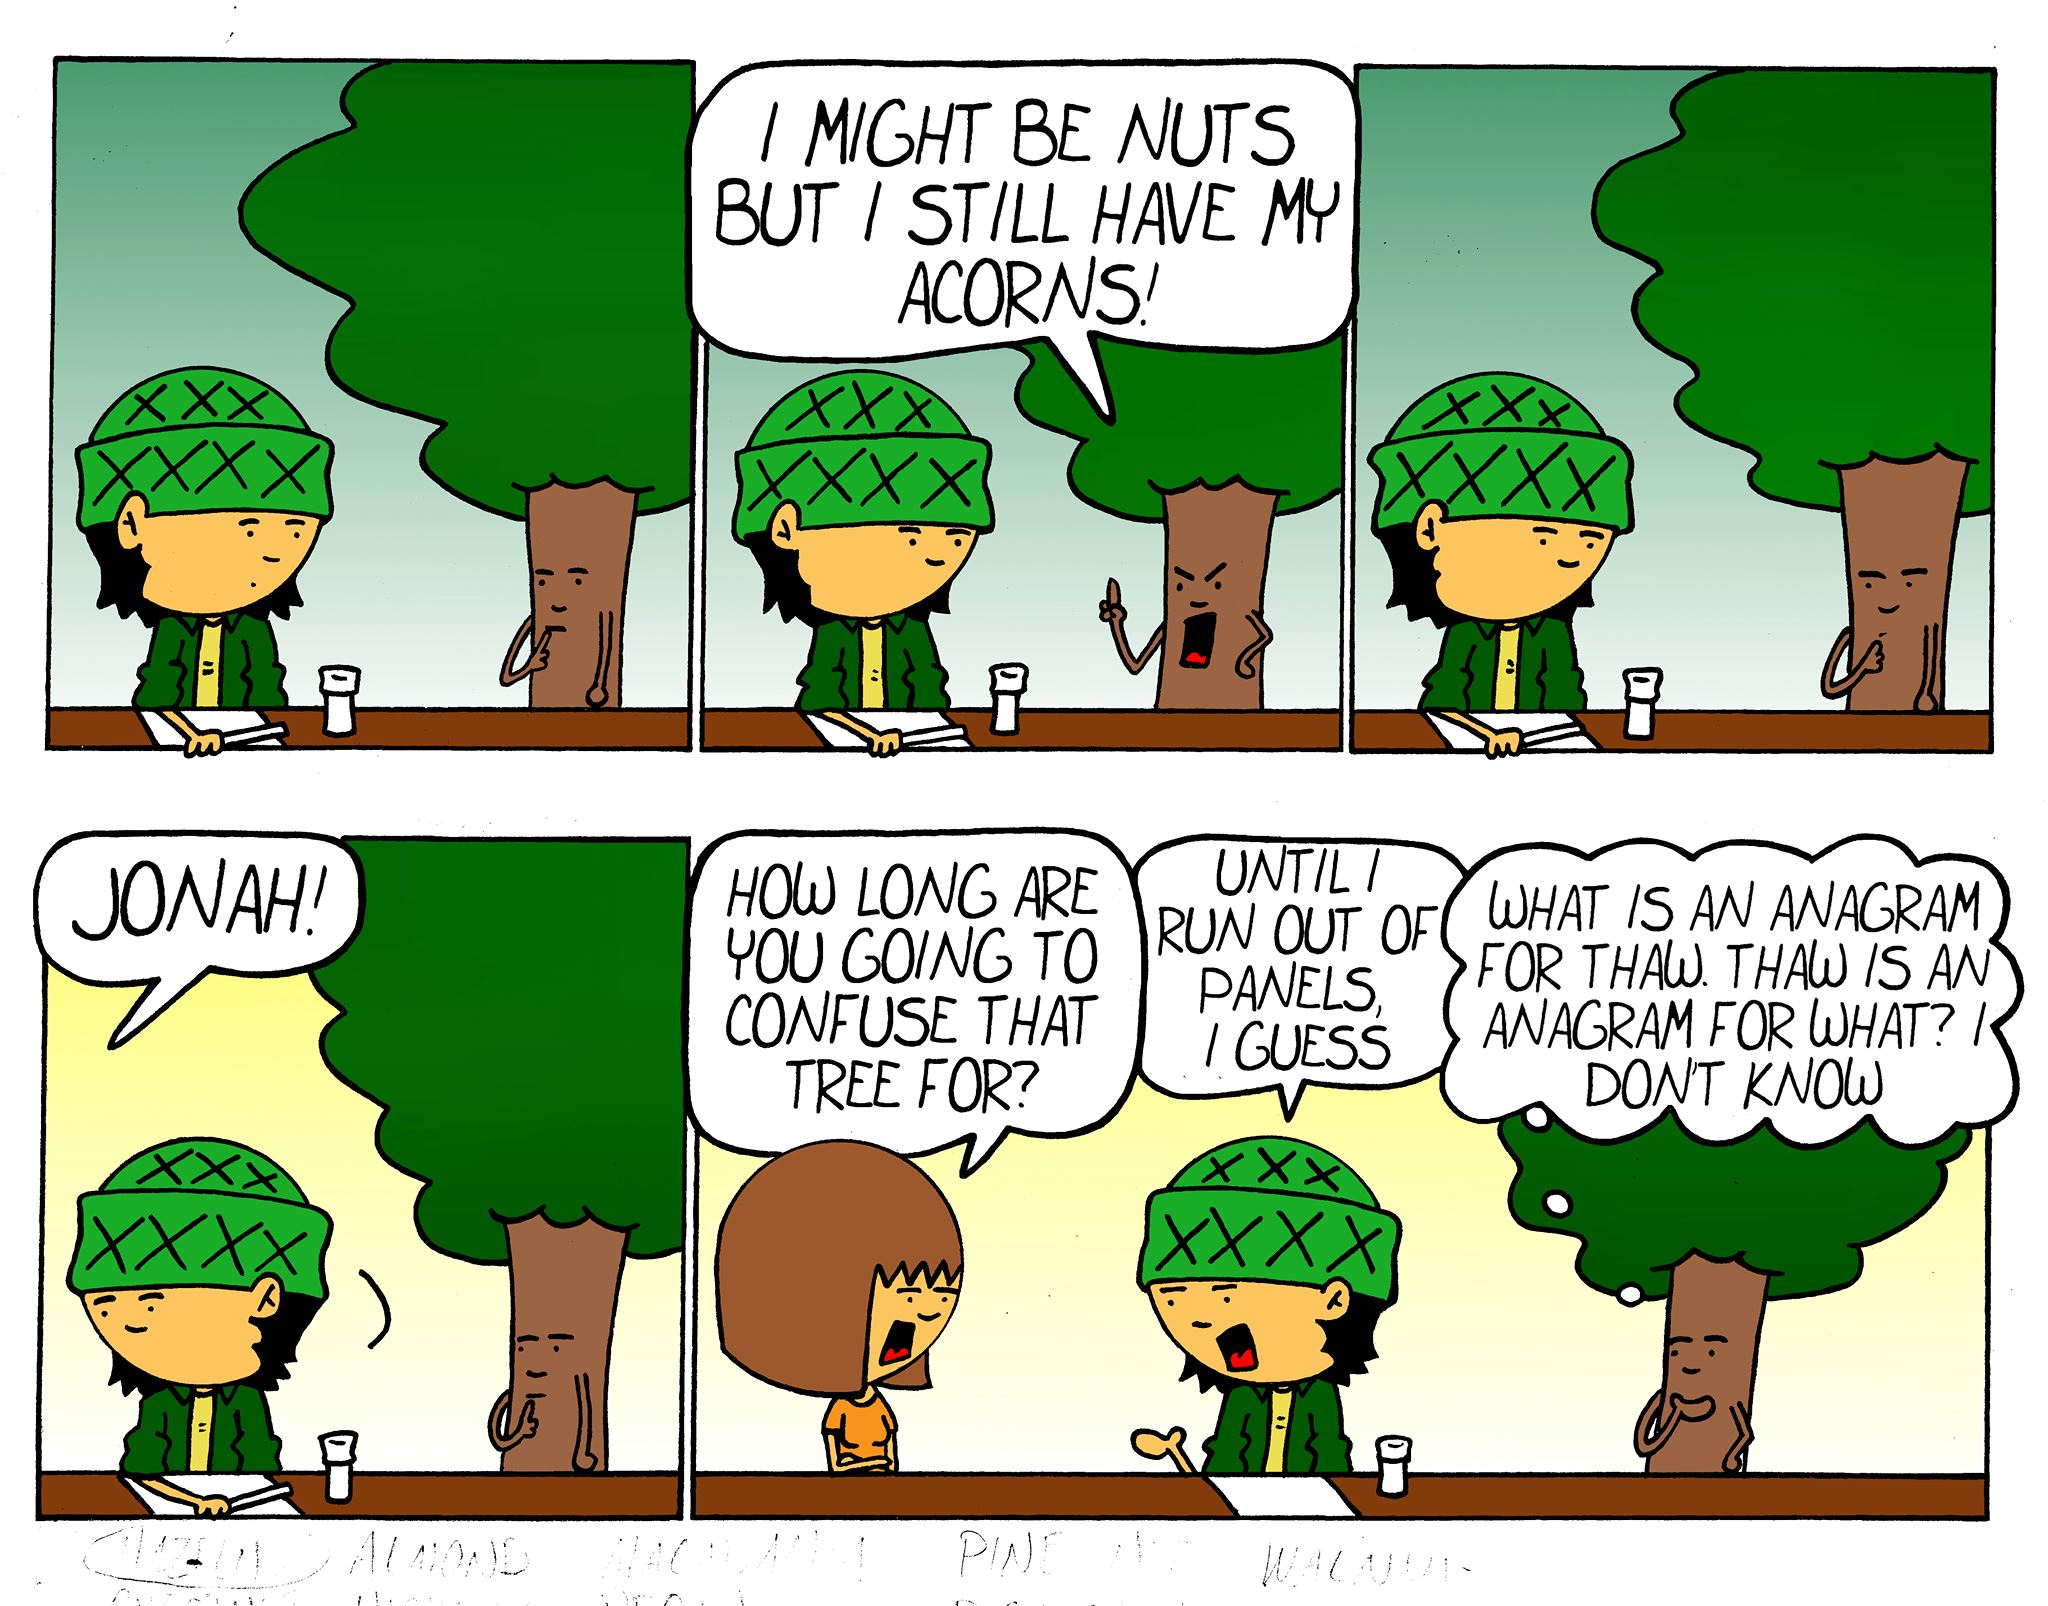 I MIGHT BE NUTS
BUT I STILL HAVE MY
ACORNS!
JONAH!
HOW LONG ARE
YOU GOING TO
CONFUSE THAT
TREE FOR?
UNTIL I
RUN OUT OF
PANELS,
I GUESS
WHAT IS AN ANAGRAM
FOR THAW. THAW IS AN
ANAGRAM FOR WHAT? I
DON'T KNOW
ALMOND PINE